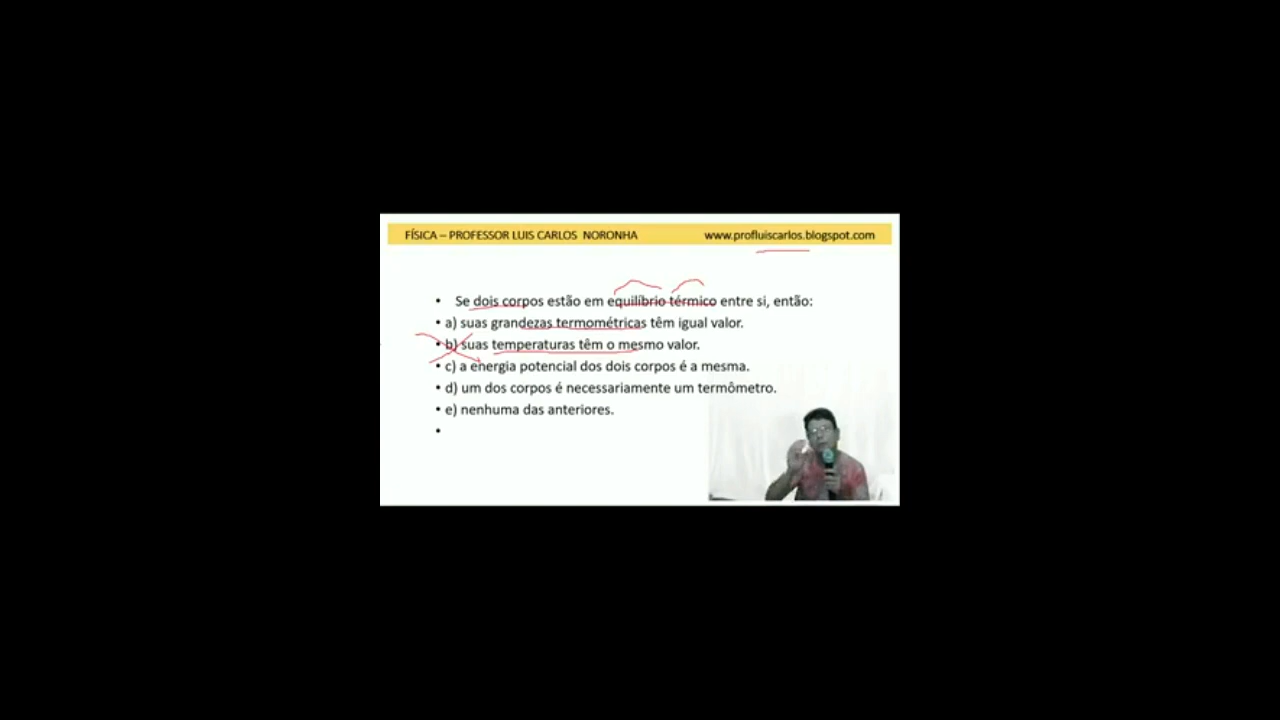 FÍSICA – PROFESSOR LUIS CARLOS NORONHA www.profluiscarlos.blogspot.com
• Se dois corpos estão em equilíbrio térmico entre si, então:
• a) suas grandezas termométricas têm igual valor.
• b) suas temperaturas têm o mesmo valor.
• c) a energia potencial dos dois corpos é a mesma.
• d) um dos corpos é necessariamente um termômetro.
• e) nenhuma das anteriores.
•